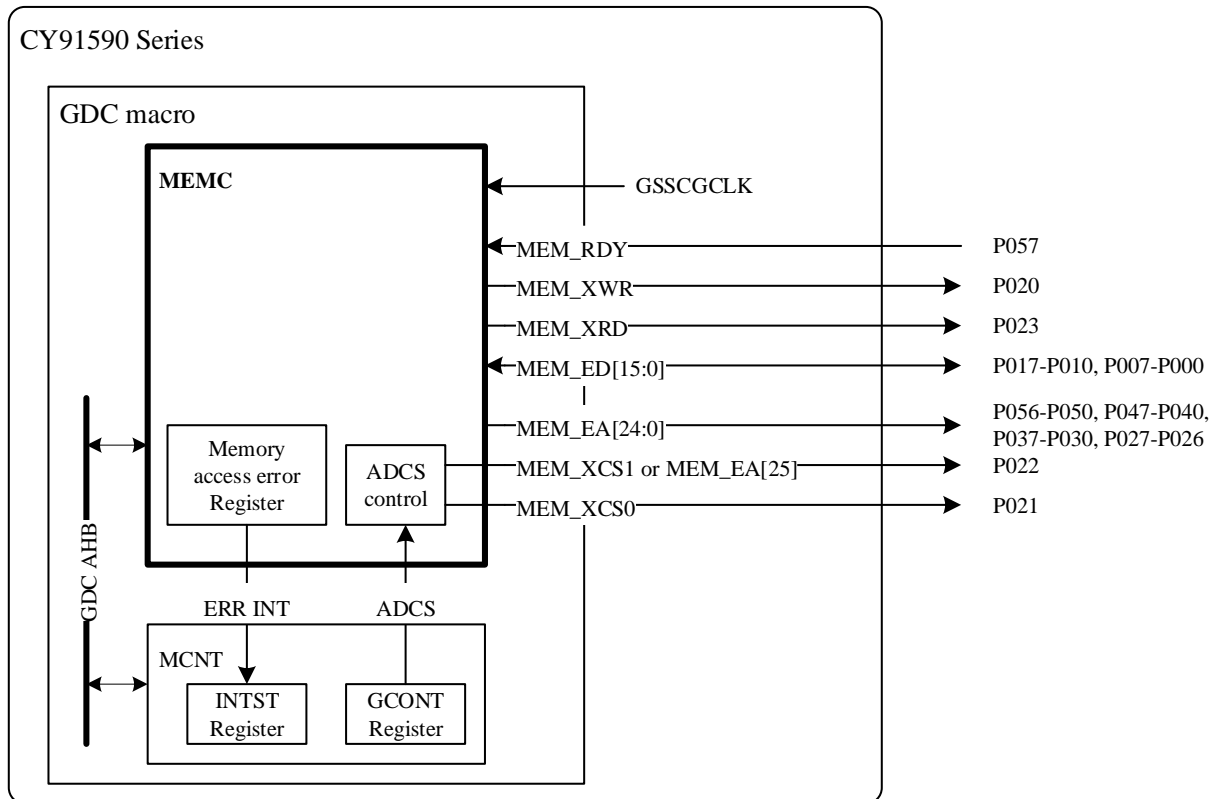 CY91590 Series
GDC macro
MEMC
GSSCGCLK
MEM_RDY
P057
MEM_XWR
P020
MEM_XRD
P023
MEM_ED[15:0]
P017-P010, P007-P000
MEM_EA[24:0]
P056-P050, P047-P040,
P037-P030, P027-P026
Memory
access error
Register
ADCS
control
MEM_XCS1 or MEM_EA[25]
P022
MEM_XCS0
P021
GDC AHB
ERR INT
ADCS
MCNT
INTST
Register
GCONT
Register